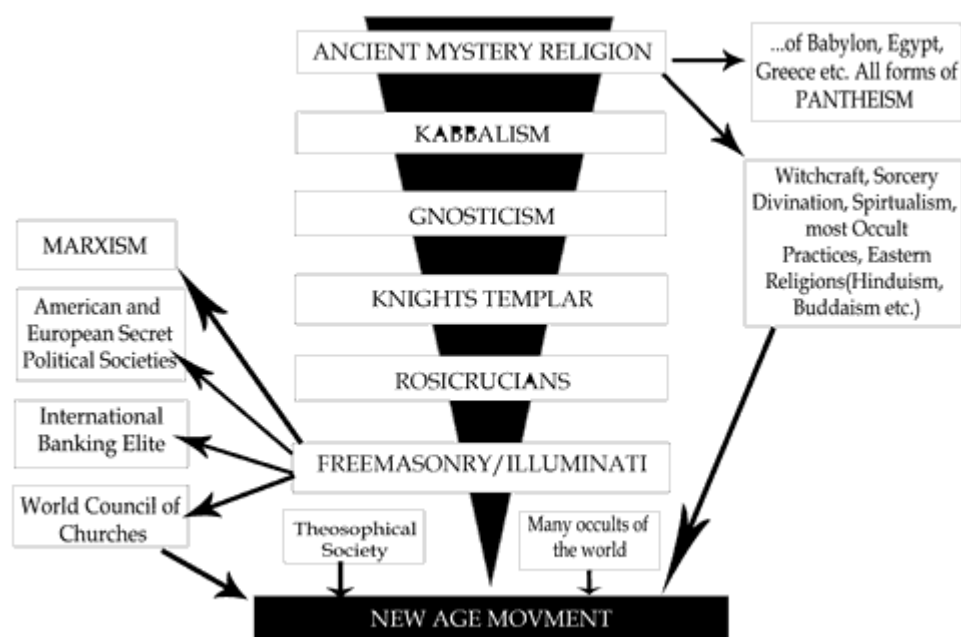 ANCIENT MYSTERY RELIGION
...of Babylon, Egypt,
Greece etc. All forms of
PANTHEISM
KABBALISM
Witchcraft, Sorcery
Divination, Spirtualism,
most Occult
Practices, Eastern
Religions(Hinduism,
Buddaism etc.)
GNOSTICISM
MARXISM
KNIGHTS TEMPLAR
American and
European Secret
Political Societies
ROSICRUCIANS
International
Banking Elite
FREEMASONRY/ILLUMINATI
World Council of
Churches
Theosophical
Society
Many occults of
the world
NEW AGE MOVMENT